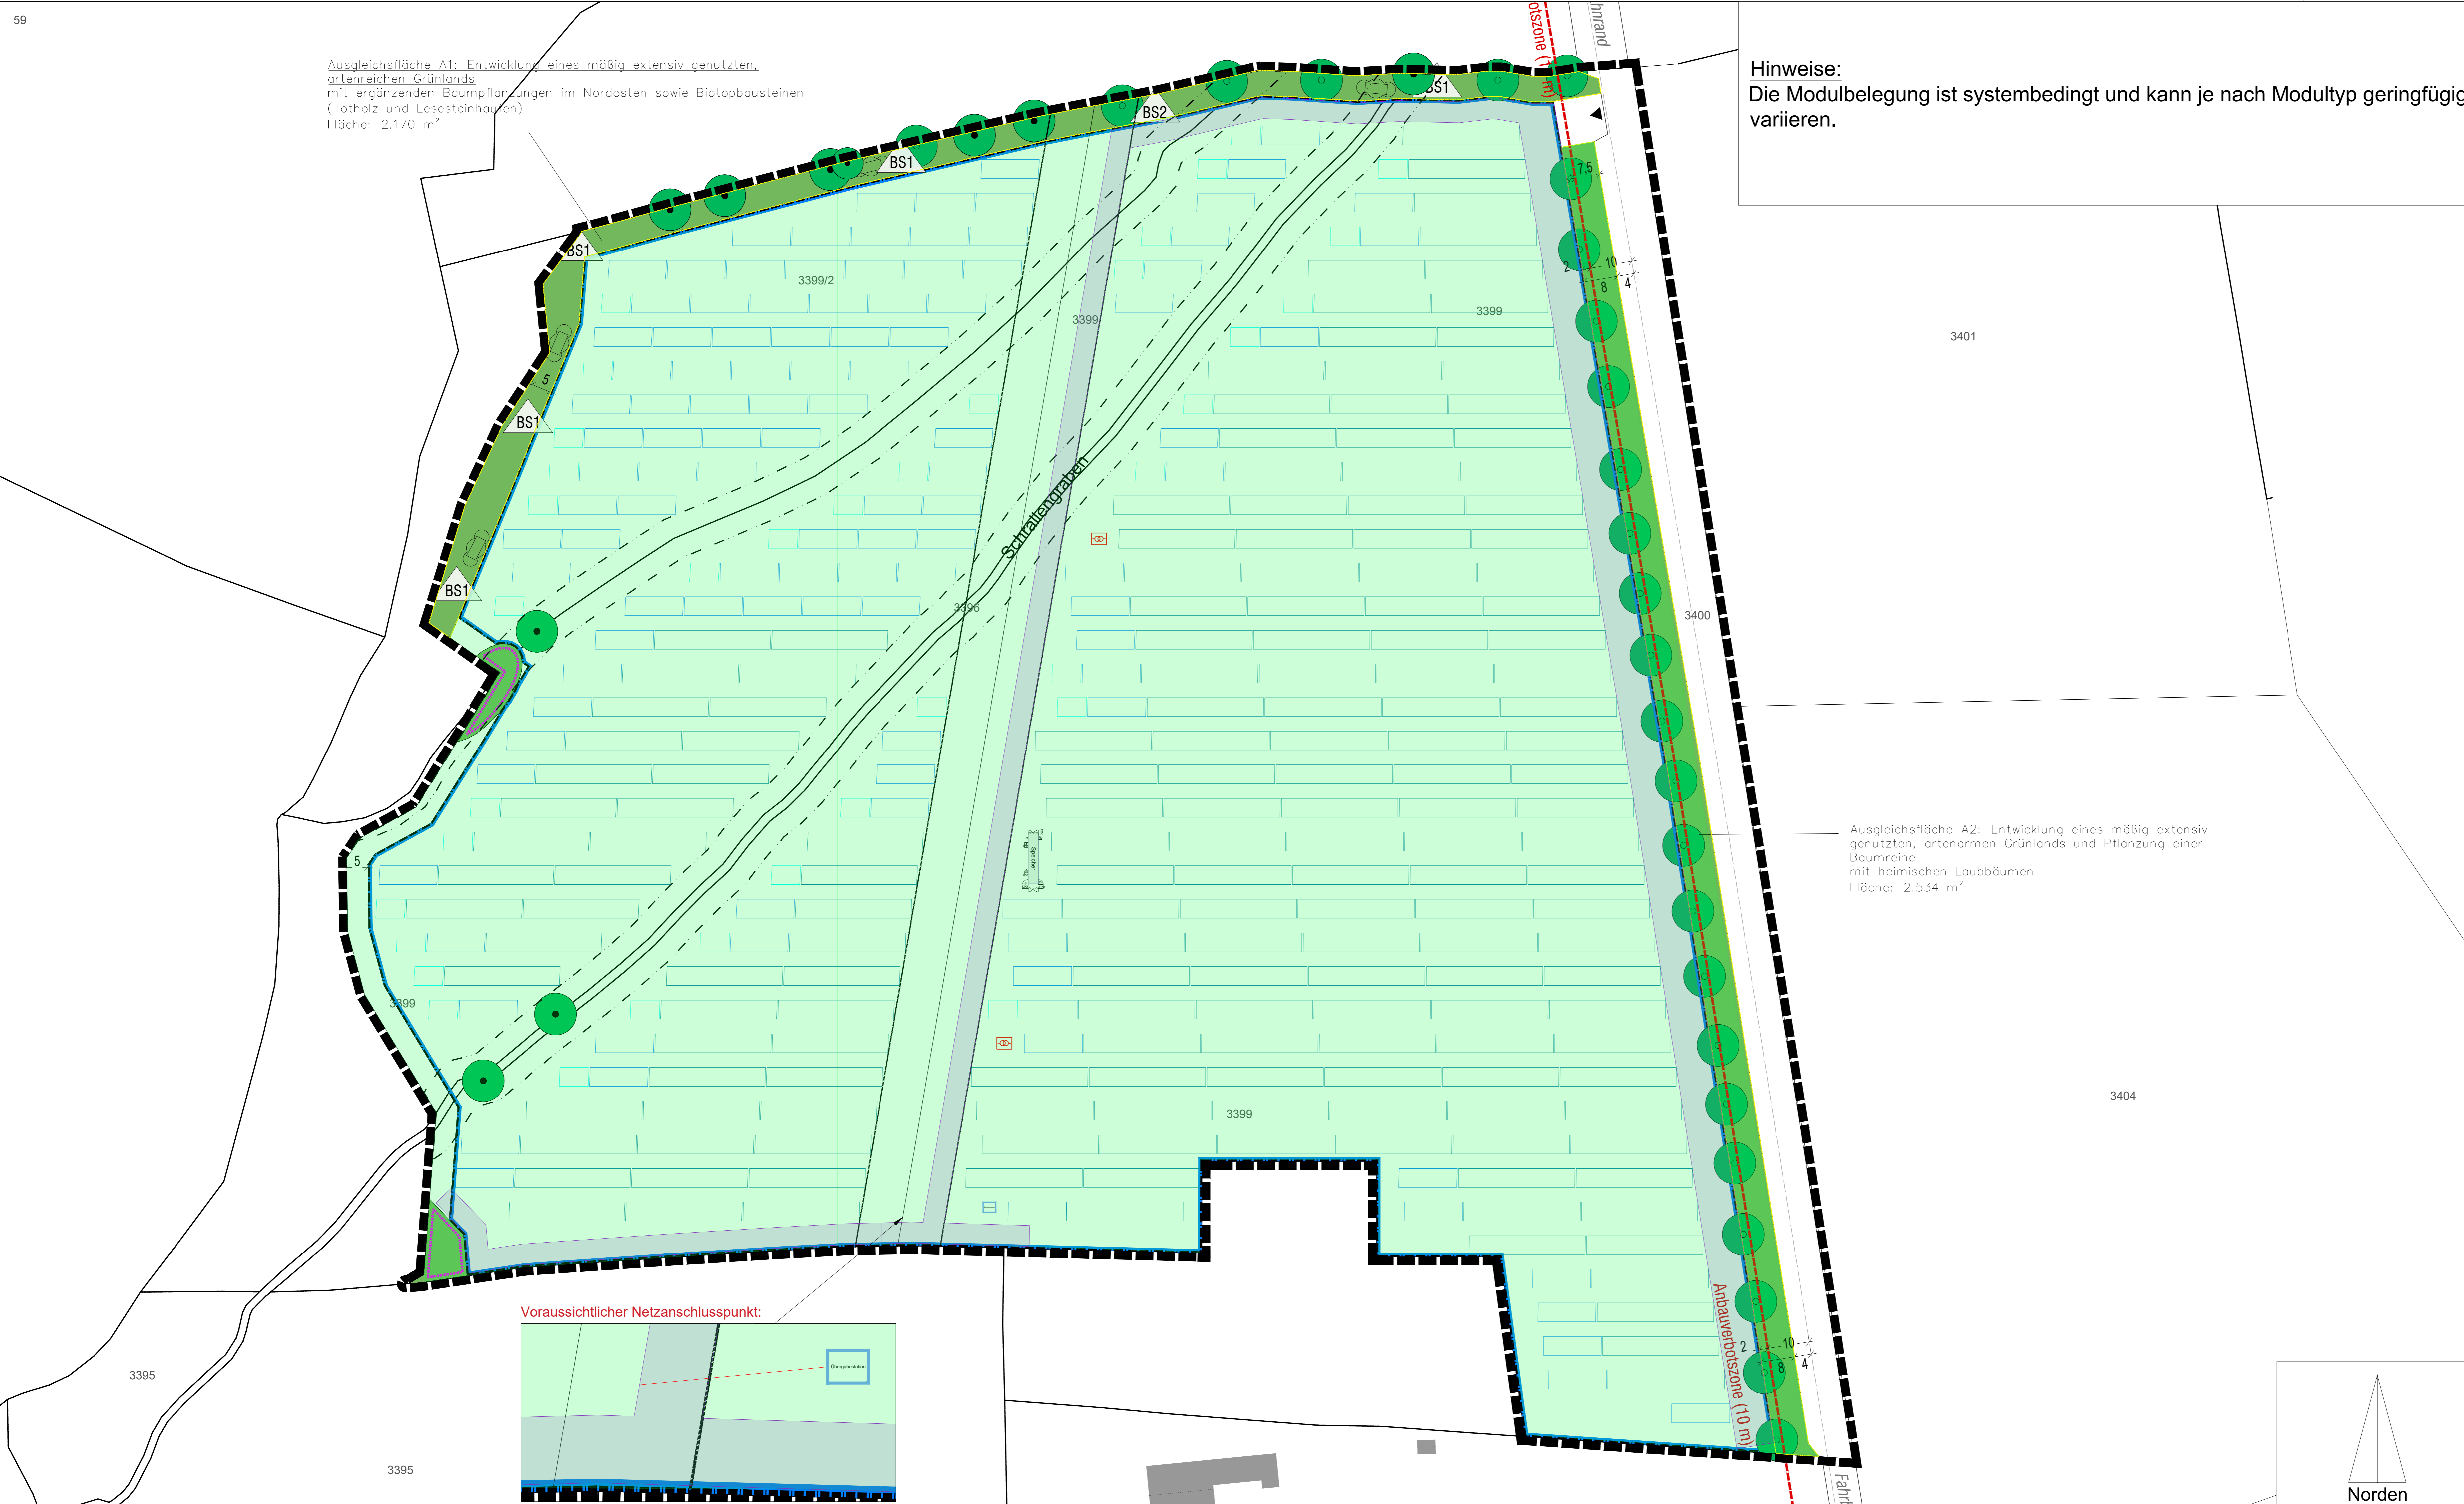 59
Ausgleichsfläche A1: Entwicklung eines mäßig extensiv genutzten,
artenreichen Grünlands
mit ergänzenden Baumpflanzungen im Nordosten sowie Biotopbausteinen
(Totholz und Lesesteinhaufen)
Fläche: 2.170 m²
Hinweise:
Die Modulbelegung ist systembedingt und kann je nach Modultyp geringfügig
variieren.
BS1
BS2
BS1
BS1
7,5
3399/2
3399
3399
2
10
8
4
3401
5
BS1
Schrattengraben
BS1
3396
3400
Ausgleichsfläche A2: Entwicklung eines mäßig extensiv
genutzten, artenarmen Grünlands und Pflanzung einer
Baumreihe
mit heimischen Laubbäumen
Fläche: 2.534 m²
5
Speicher
3399
3404
3399
Anbauverbotszone (10 m)
Voraussichtlicher Netzanschlusspunkt:
Übergabestation
2
10
8
4
3395
3395
Norden